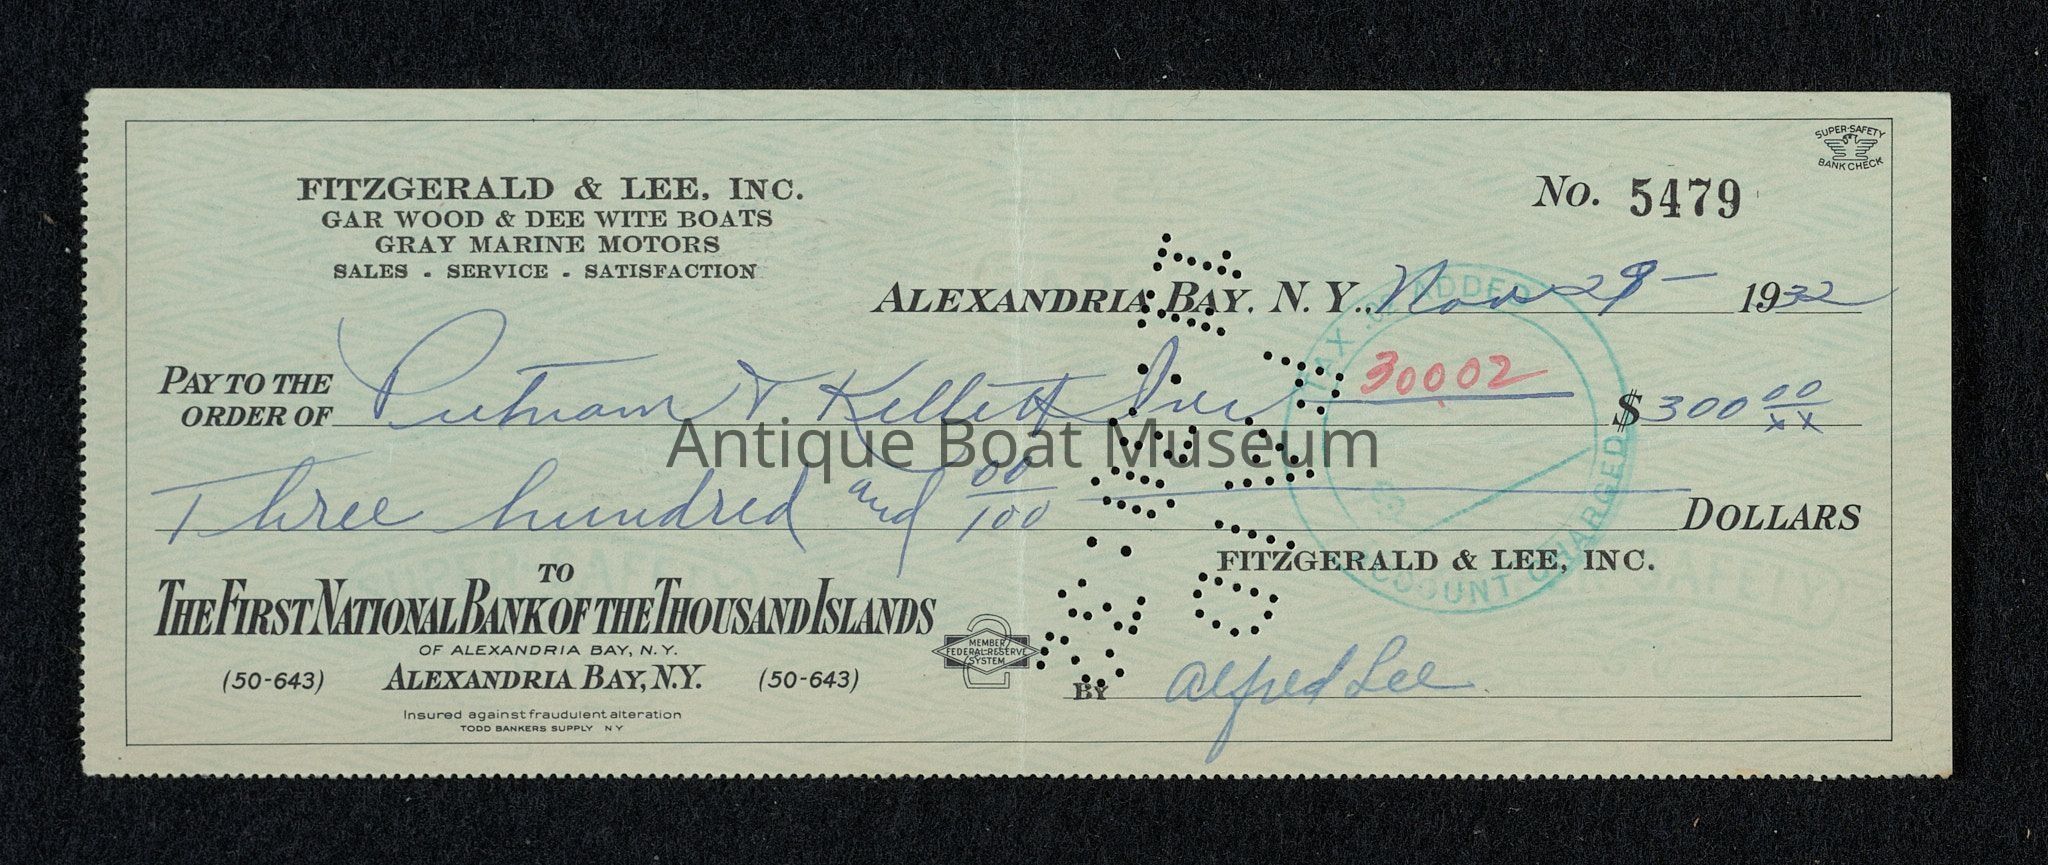 SUPER-SAFETY
BANK CHECK
FITZGERALD & LEE, INC.
GAR WOOD & DEE WITE BOATS
GRAY MARINE MOTORS
SALES - SERVICE - SATISFACTION
No. 5479
ALEXANDRIA BAY, N. Y. Nov 29 - 1932
TAX .02 ADDED
ACCOUNT CHARGED
30002
PAY TO THE
ORDER OF Putnam & Kellett Inc $300 00/xx
Antique Boat Museum
Three hundred and 00/100 DOLLARS
FITZGERALD & LEE, INC.
TO
THE FIRST NATIONAL BANK OF THE THOUSAND ISLANDS
OF ALEXANDRIA BAY, N.Y.
(50-643) ALEXANDRIA BAY, N.Y. (50-643)
MEMBER
FEDERAL RESERVE
SYSTEM
BY Alfred Lee
Insured against fraudulent alteration
TODD BANKERS SUPPLY N Y